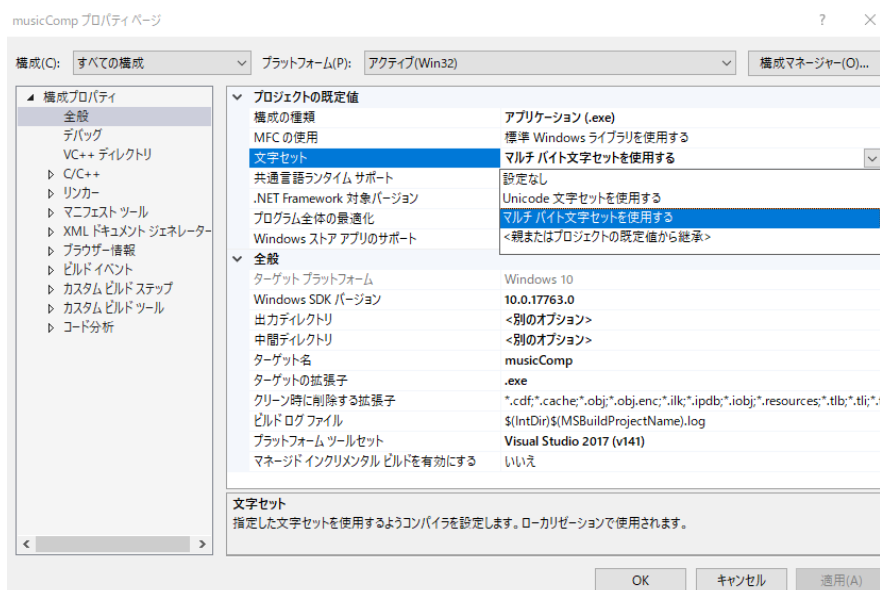 musicComp プロパティ ページ
構成(C): すべての構成 プラットフォーム(P): アクティブ(Win32) 構成マネージャー(O)...
構成プロパティ
全般
デバッグ
VC++ ディレクトリ
C/C++
リンカー
マニフェスト ツール
XML ドキュメント ジェネレーター
ブラウザー情報
ビルド イベント
カスタム ビルド ステップ
カスタム ビルド ツール
コード分析
プロジェクトの既定値
構成の種類 アプリケーション (.exe)
MFC の使用 標準 Windows ライブラリを使用する
文字セット マルチ バイト文字セットを使用する
共通言語ランタイム サポート
.NET Framework 対象バージョン
プログラム全体の最適化
Windows ストア アプリのサポート
設定なし
Unicode 文字セットを使用する
マルチ バイト文字セットを使用する
<親またはプロジェクトの既定値から継承>
全般
ターゲット プラットフォーム Windows 10
Windows SDK バージョン 10.0.17763.0
出力ディレクトリ <別のオプション>
中間ディレクトリ <別のオプション>
ターゲット名 musicComp
ターゲットの拡張子 .exe
クリーン時に削除する拡張子 *.cdf;*.cache;*.obj;*.obj.enc;*.ilk;*.ipdb;*.iobj;*.resources;*.tlb;*.tli;*.
ビルド ログ ファイル $(IntDir)$(MSBuildProjectName).log
プラットフォーム ツールセット Visual Studio 2017 (v141)
マネージド インクリメンタル ビルドを有効にする いいえ
文字セット
指定した文字セットを使用するようコンパイラを設定します。ローカリゼーションで使用されます。
OK キャンセル 適用(A)